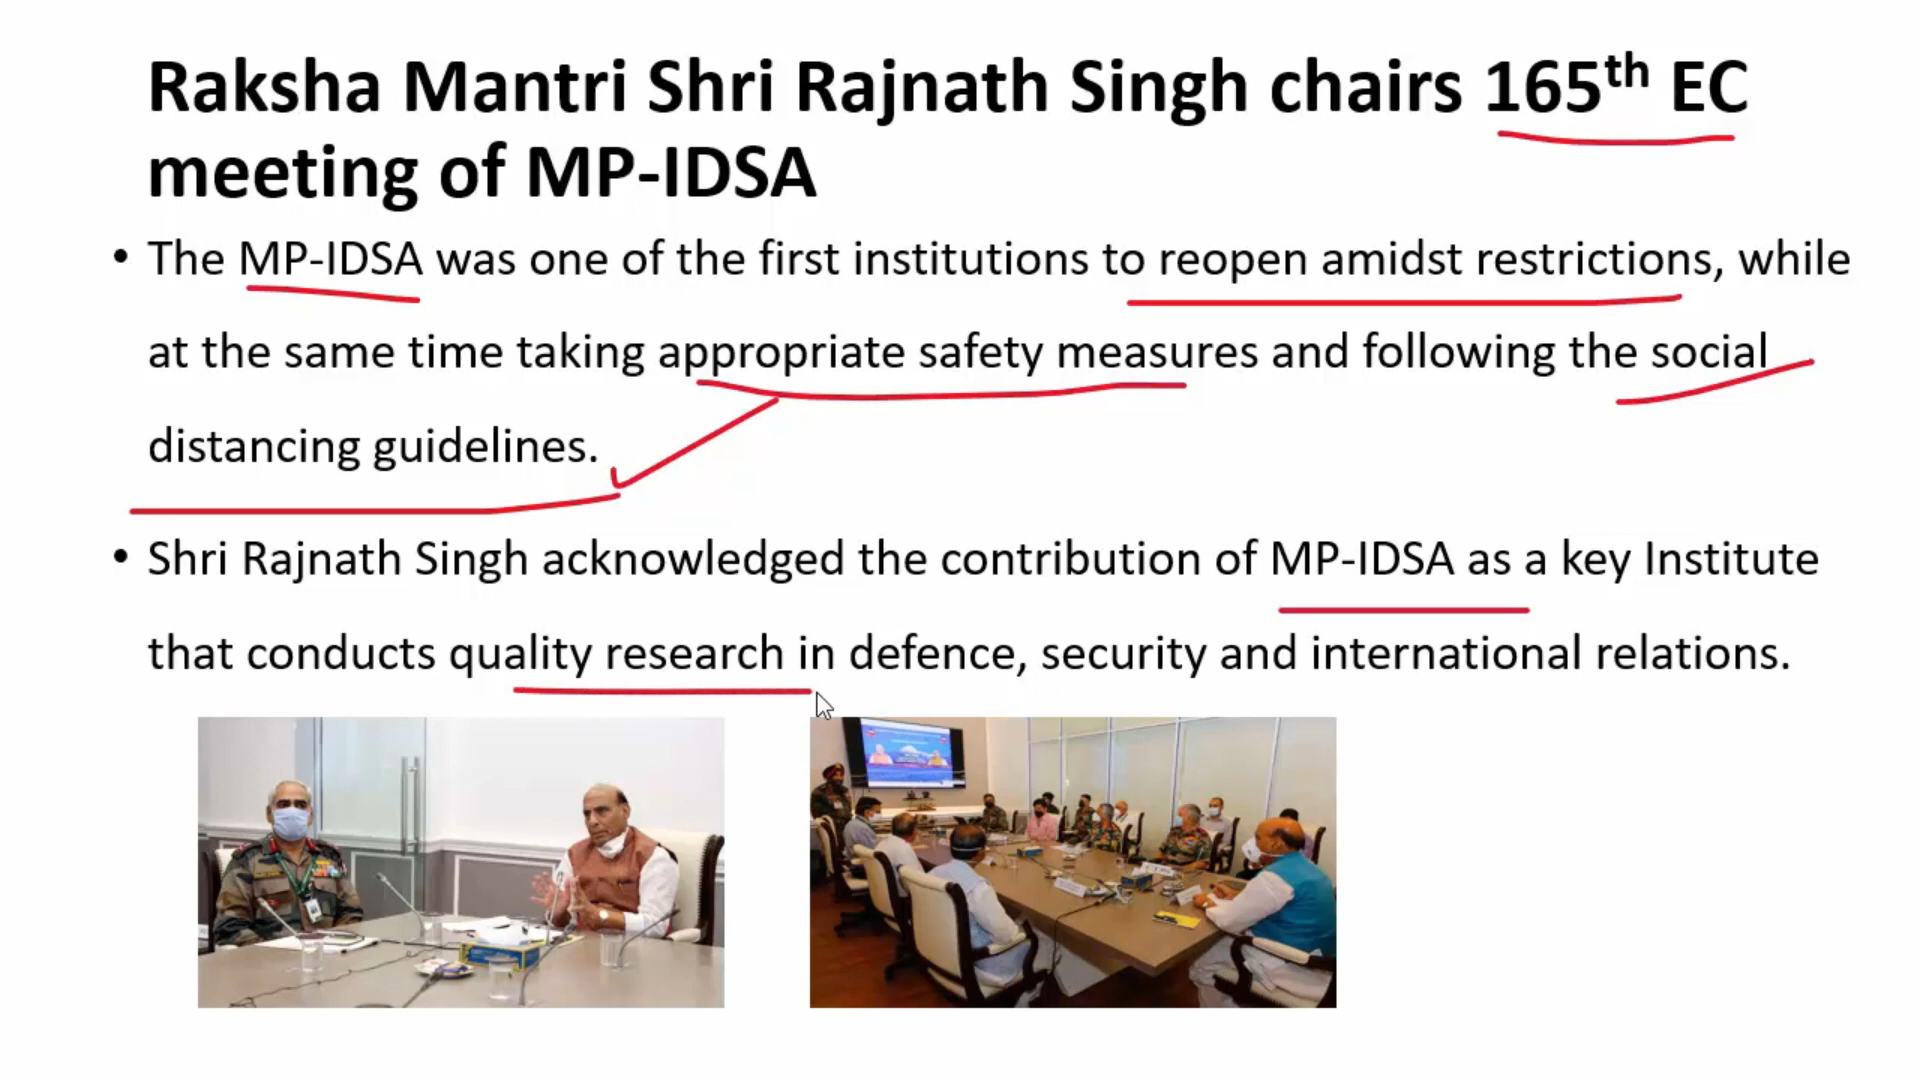 Raksha Mantri Shri Rajnath Singh chairs 165th EC
meeting of MP-IDSA
• The MP-IDSA was one of the first institutions to reopen amidst restrictions, while
at the same time taking appropriate safety measures and following the social
distancing guidelines.
• Shri Rajnath Singh acknowledged the contribution of MP-IDSA as a key Institute
that conducts quality research in defence, security and international relations.